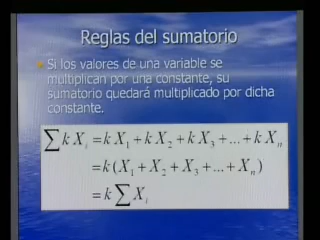 Reglas del sumatorio
Si los valores de una variable se
multiplican por una constante, su
sumatorio quedará multiplicado por dicha
constante.
∑ k X_i = k X_1 + k X_2 + k X_3 + ... + k X_n
= k (X_1 + X_2 + X_3 + ... + X_n)
= k ∑ X_i